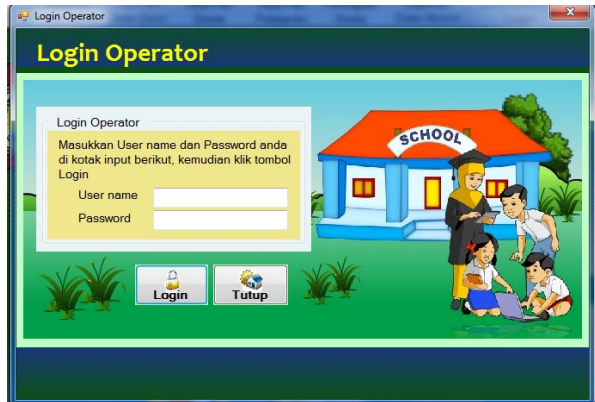 Login Operator
Login Operator
SCHOOL
Login Operator
Masukkan User name dan Password anda
di kotak input berikut, kemudian klik tombol
Login
User name
Password
Login
Tutup